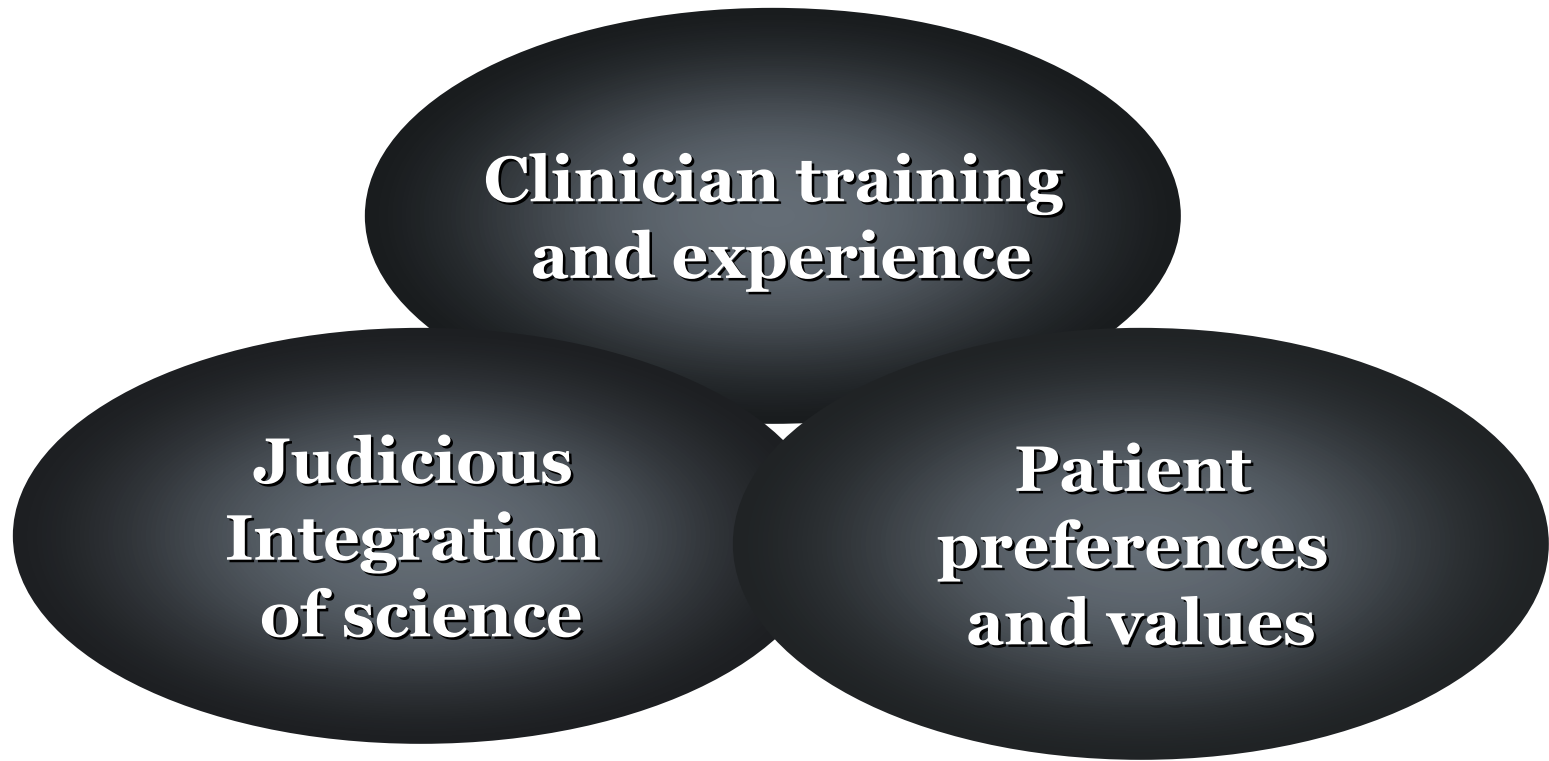 Clinician training
and experience
Judicious
Integration
of science
Patient
preferences
and values